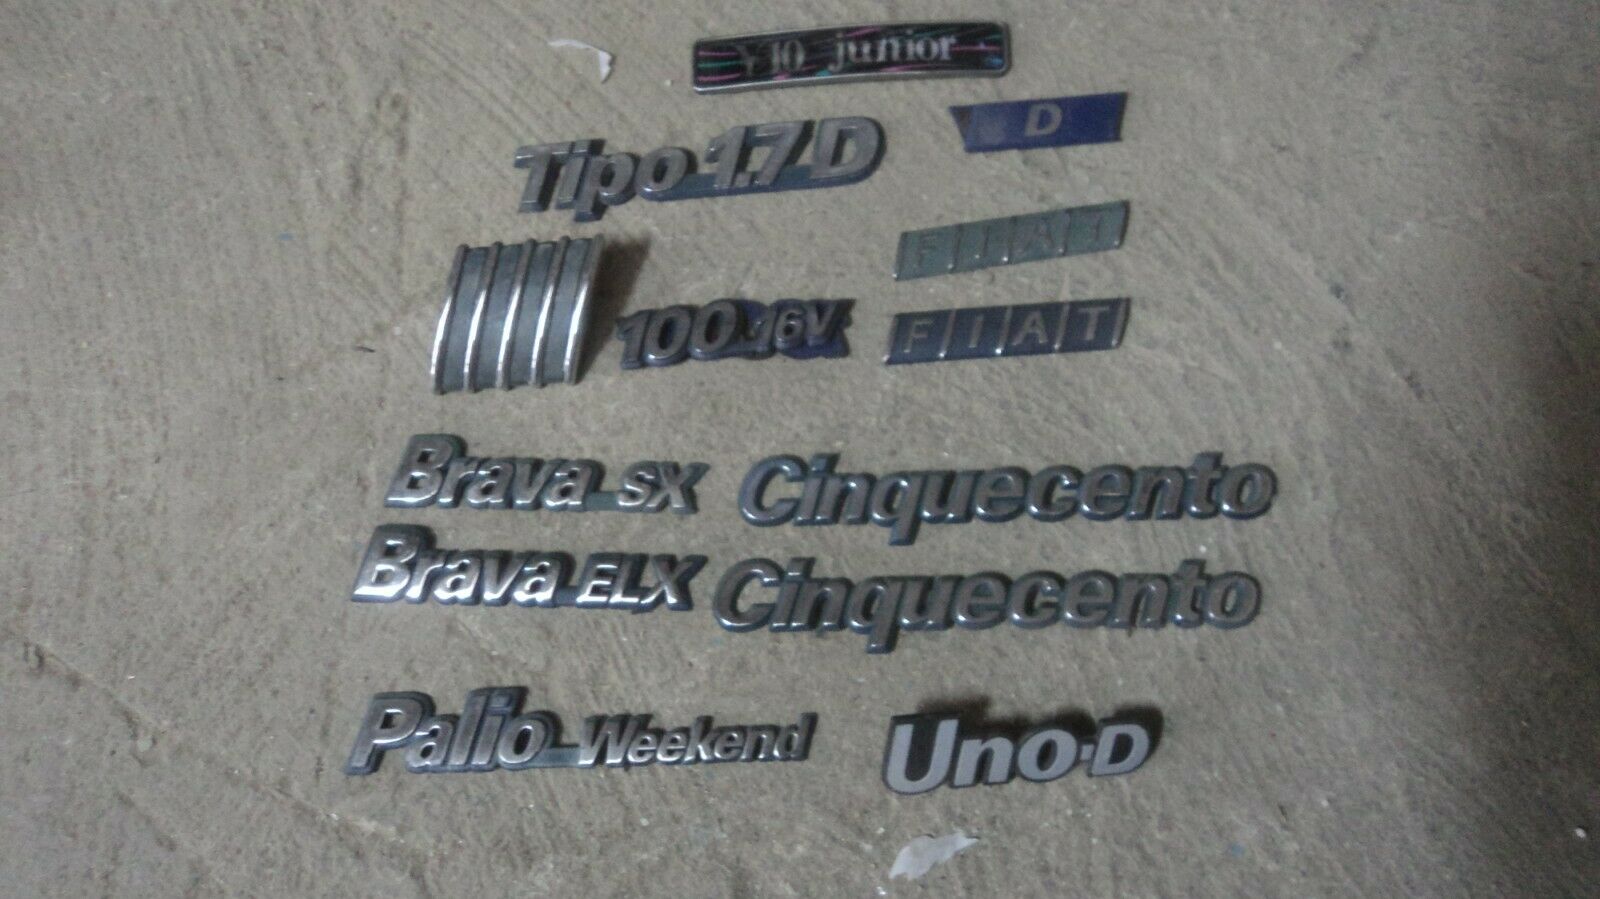 Y10 junior
D
Tipo 1.7 D
FIAT
100.16V
FIAT
Brava SX
Cinquecento
Brava ELX
Cinquecento
Palio Weekend
Uno·D